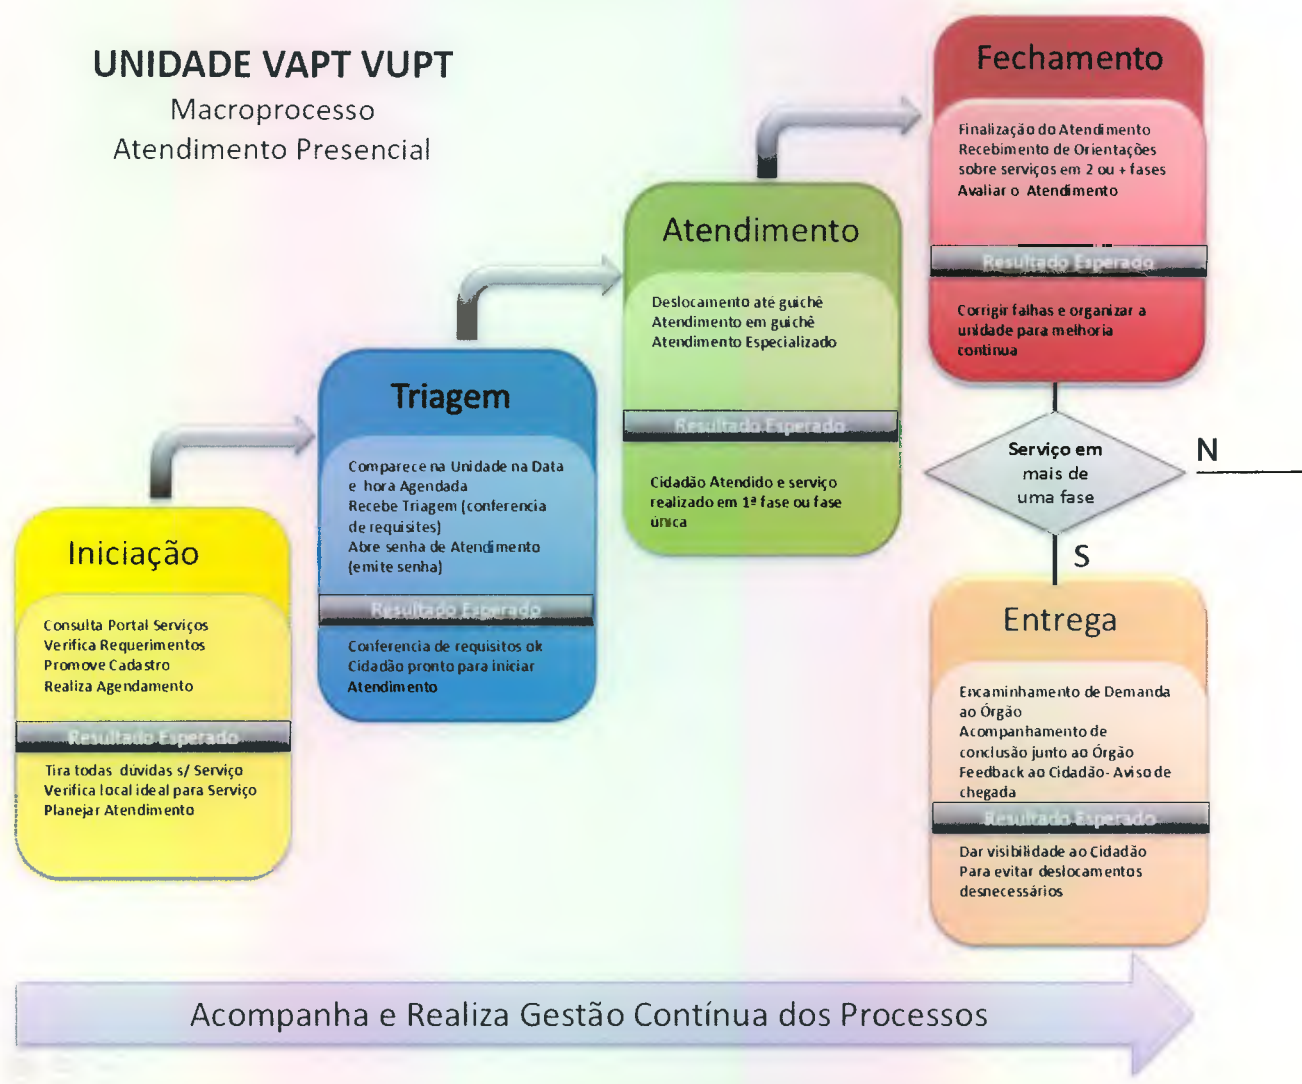 UNIDADE VAPT VUPT
Macroprocesso
Atendimento Presencial
Iniciação
Consulta Portal Serviços
Verifica Requerimentos
Promove Cadastro
Realiza Agendamento
Resultado Esperado
Tira todas dúvidas s/ Serviço
Verifica local ideal para Serviço
Planejar Atendimento
Triagem
Comparece na Unidade na Data
e hora Agendada
Recebe Triagem (conferencia
de requisites)
Abre senha de Atendimento
(emite senha)
Resultado Esperado
Conferencia de requisitos ok
Cidadão pronto para iniciar
Atendimento
Atendimento
Deslocamento até guichê
Atendimento em guichê
Atendimento Especializado
Resultado Esperado
Cidadão Atendido e serviço
realizado em 1ª fase ou fase
única
Fechamento
Finalização do Atendimento
Recebimento de Orientações
sobre serviços em 2 ou + fases
Avaliar o Atendimento
Resultado Esperado
Corrigir falhas e organizar a
unidade para melhoria
continua
Serviço em
mais de
uma fase
N
S
Entrega
Encaminhamento de Demanda
ao Órgão
Acompanhamento de
conclusão junto ao Órgão
Feedback ao Cidadão- Aviso de
chegada
Resultado Esperado
Dar visibilidade ao Cidadão
Para evitar deslocamentos
desnecessários
Acompanha e Realiza Gestão Contínua dos Processos